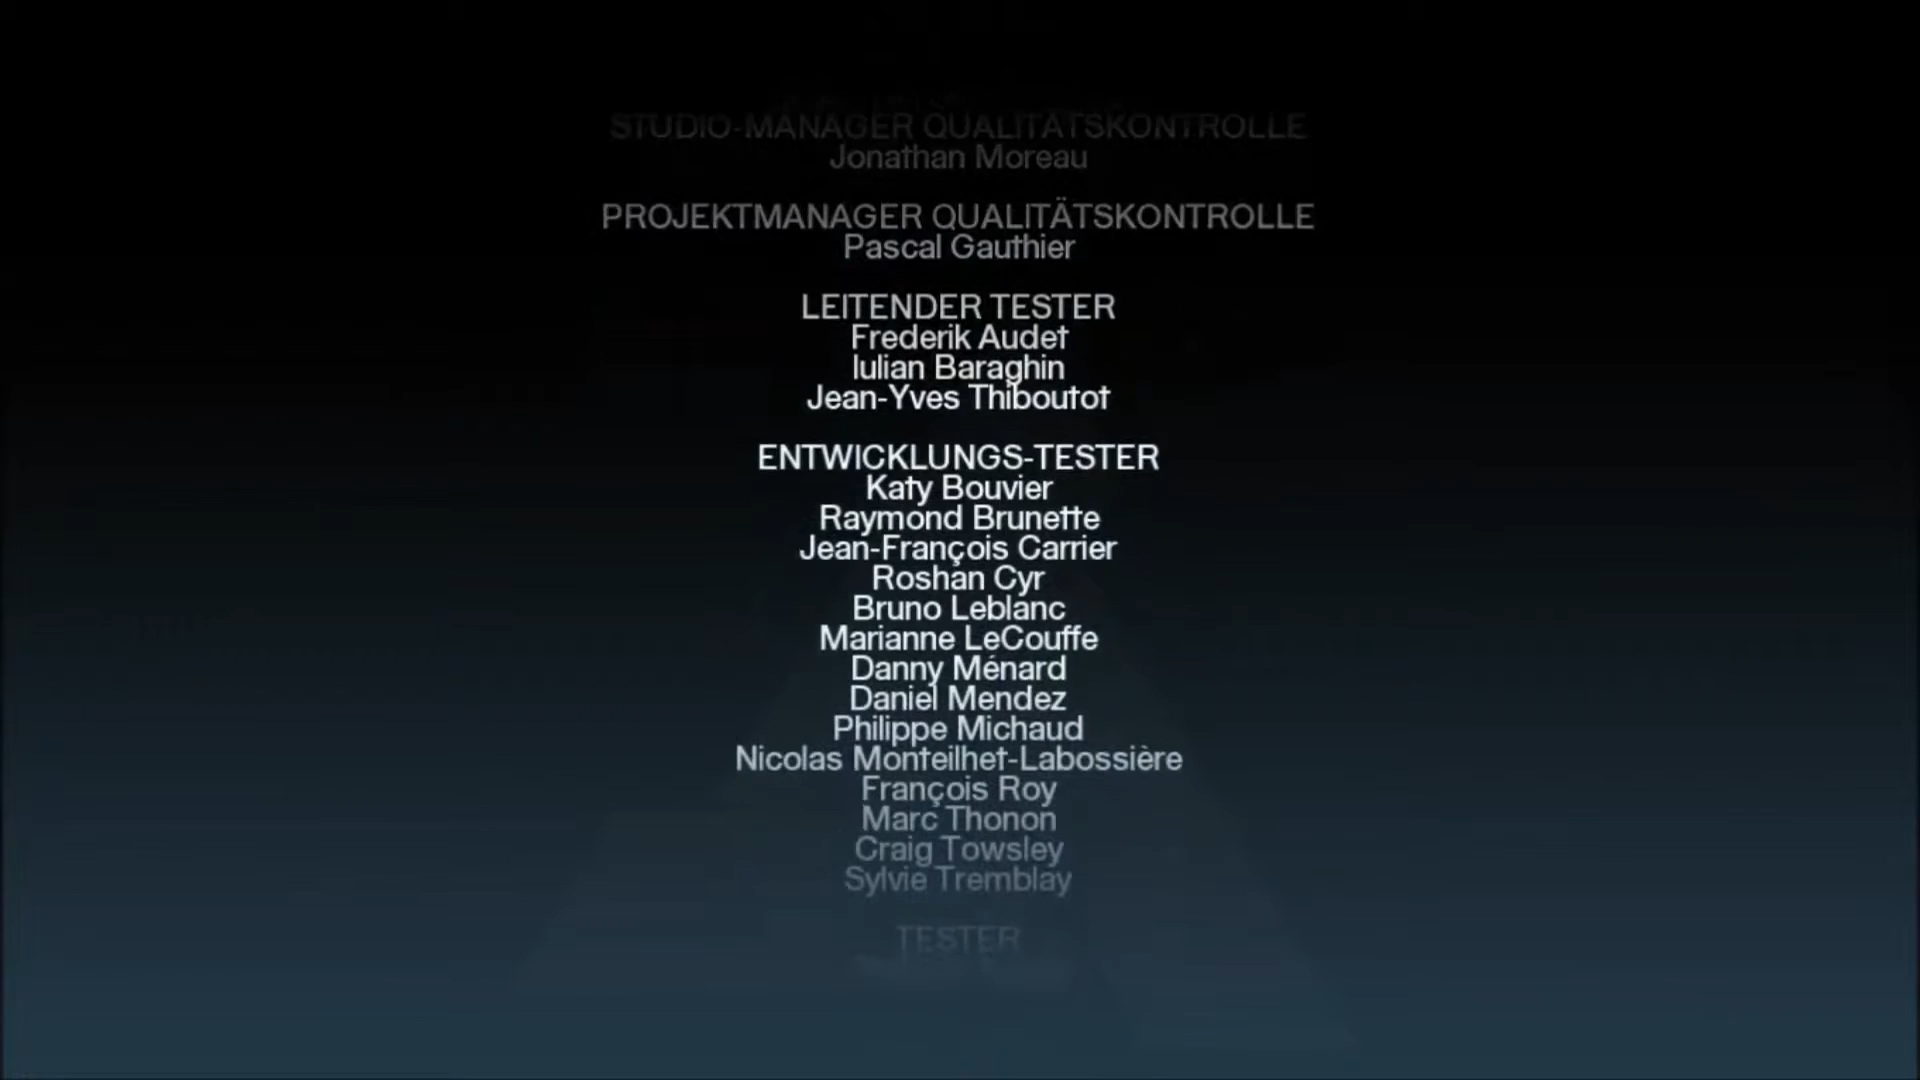 STUDIO-MANAGER QUALITÄTSKONTROLLE
Jonathan Moreau
PROJEKTMANAGER QUALITÄTSKONTROLLE
Pascal Gauthier
LEITENDER TESTER
Frederik Audet
Iulian Baraghin
Jean-Yves Thiboutot
ENTWICKLUNGS-TESTER
Katy Bouvier
Raymond Brunette
Jean-François Carrier
Roshan Cyr
Bruno Leblanc
Marianne LeCouffe
Danny Ménard
Daniel Mendez
Philippe Michaud
Nicolas Monteilhet-Labossière
François Roy
Marc Thonon
Craig Towsley
Sylvie Tremblay
TESTER